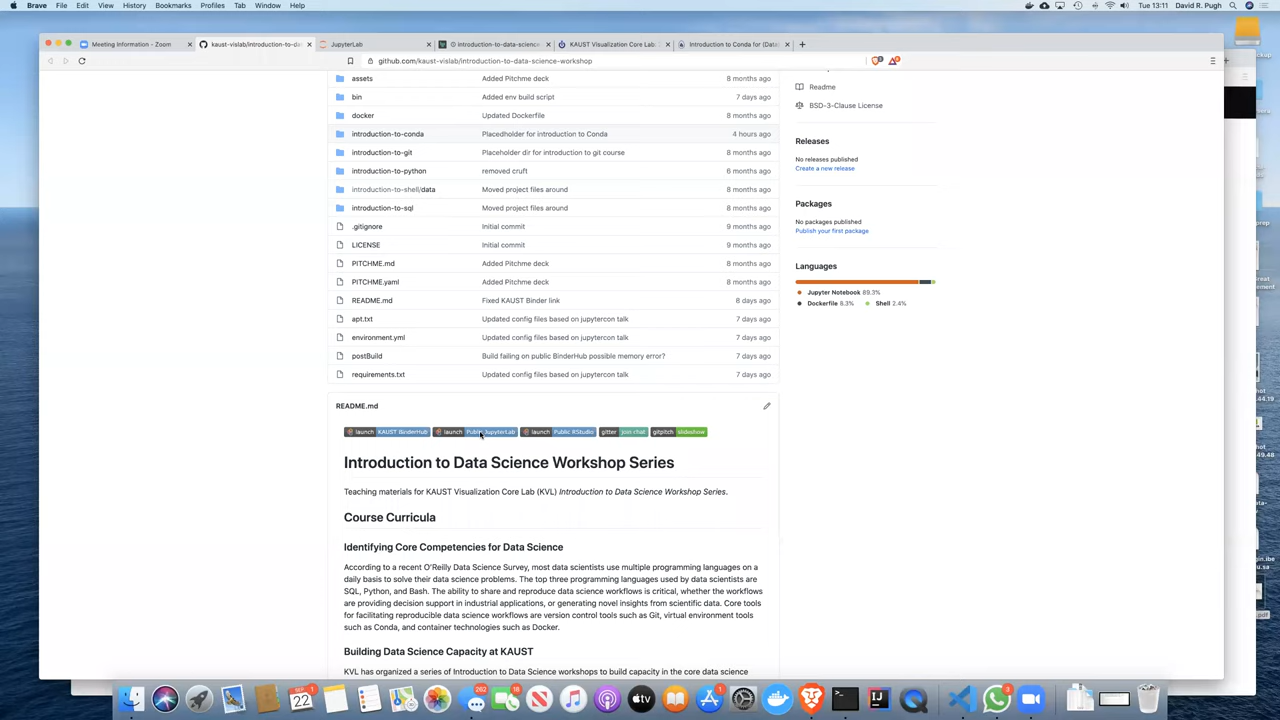 Brave File Edit View History Bookmarks Profiles Tab Window Help Tue 13:11 David R. Pugh
Meeting Information - Zoom kaust-vislab/introduction-to-da JupyterLab introduction-to-data-science- KAUST Visualization Core Lab: Introduction to Conda for (Data)
github.com/kaust-vislab/introduction-to-data-science-workshop
assets Added Pitchme deck 8 months ago
bin Added env build script 7 days ago
docker Updated Dockerfile 8 months ago
introduction-to-conda Placedholder for introduction to Conda 4 hours ago
introduction-to-git Placeholder dir for introduction to git course 8 months ago
introduction-to-python removed cruft 6 months ago
introduction-to-shell/data Moved project files around 8 months ago
introduction-to-sql Moved project files around 8 months ago
.gitignore Initial commit 9 months ago
LICENSE Initial commit 9 months ago
PITCHME.md Added Pitchme deck 8 months ago
PITCHME.yaml Added Pitchme deck 8 months ago
README.md Fixed KAUST Binder link 8 days ago
apt.txt Updated config files based on jupytercon talk 7 days ago
environment.yml Updated config files based on jupytercon talk 7 days ago
postBuild Build failing on public BinderHub possible memory error? 7 days ago
requirements.txt Updated config files based on jupytercon talk 7 days ago
Readme
BSD-3-Clause License
Releases
No releases published
Create a new release
Packages
No packages published
Publish your first package
Languages
Jupyter Notebook 89.3%
Dockerfile 8.3% Shell 2.4%
README.md
launch KAUST BinderHub launch Public JupyterLab launch Public RStudio gitter join chat gitpitch slideshow
Introduction to Data Science Workshop Series
Teaching materials for KAUST Visualization Core Lab (KVL) Introduction to Data Science Workshop Series.
Course Curricula
Identifying Core Competencies for Data Science
According to a recent O'Reilly Data Science Survey, most data scientists use multiple programming languages on a
daily basis to solve their data science problems. The top three programming languages used by data scientists are
SQL, Python, and Bash. The ability to share and reproduce data science workflows is critical, whether the workflows
are providing decision support in industrial applications, or generating novel insights from scientific data. Core tools
for facilitating reproducible data science workflows are version control tools such as Git, virtual environment tools
such as Conda, and container technologies such as Docker.
Building Data Science Capacity at KAUST
KVL has organized a series of Introduction to Data Science workshops to build capacity in the core data science
SEP 22
262
tv